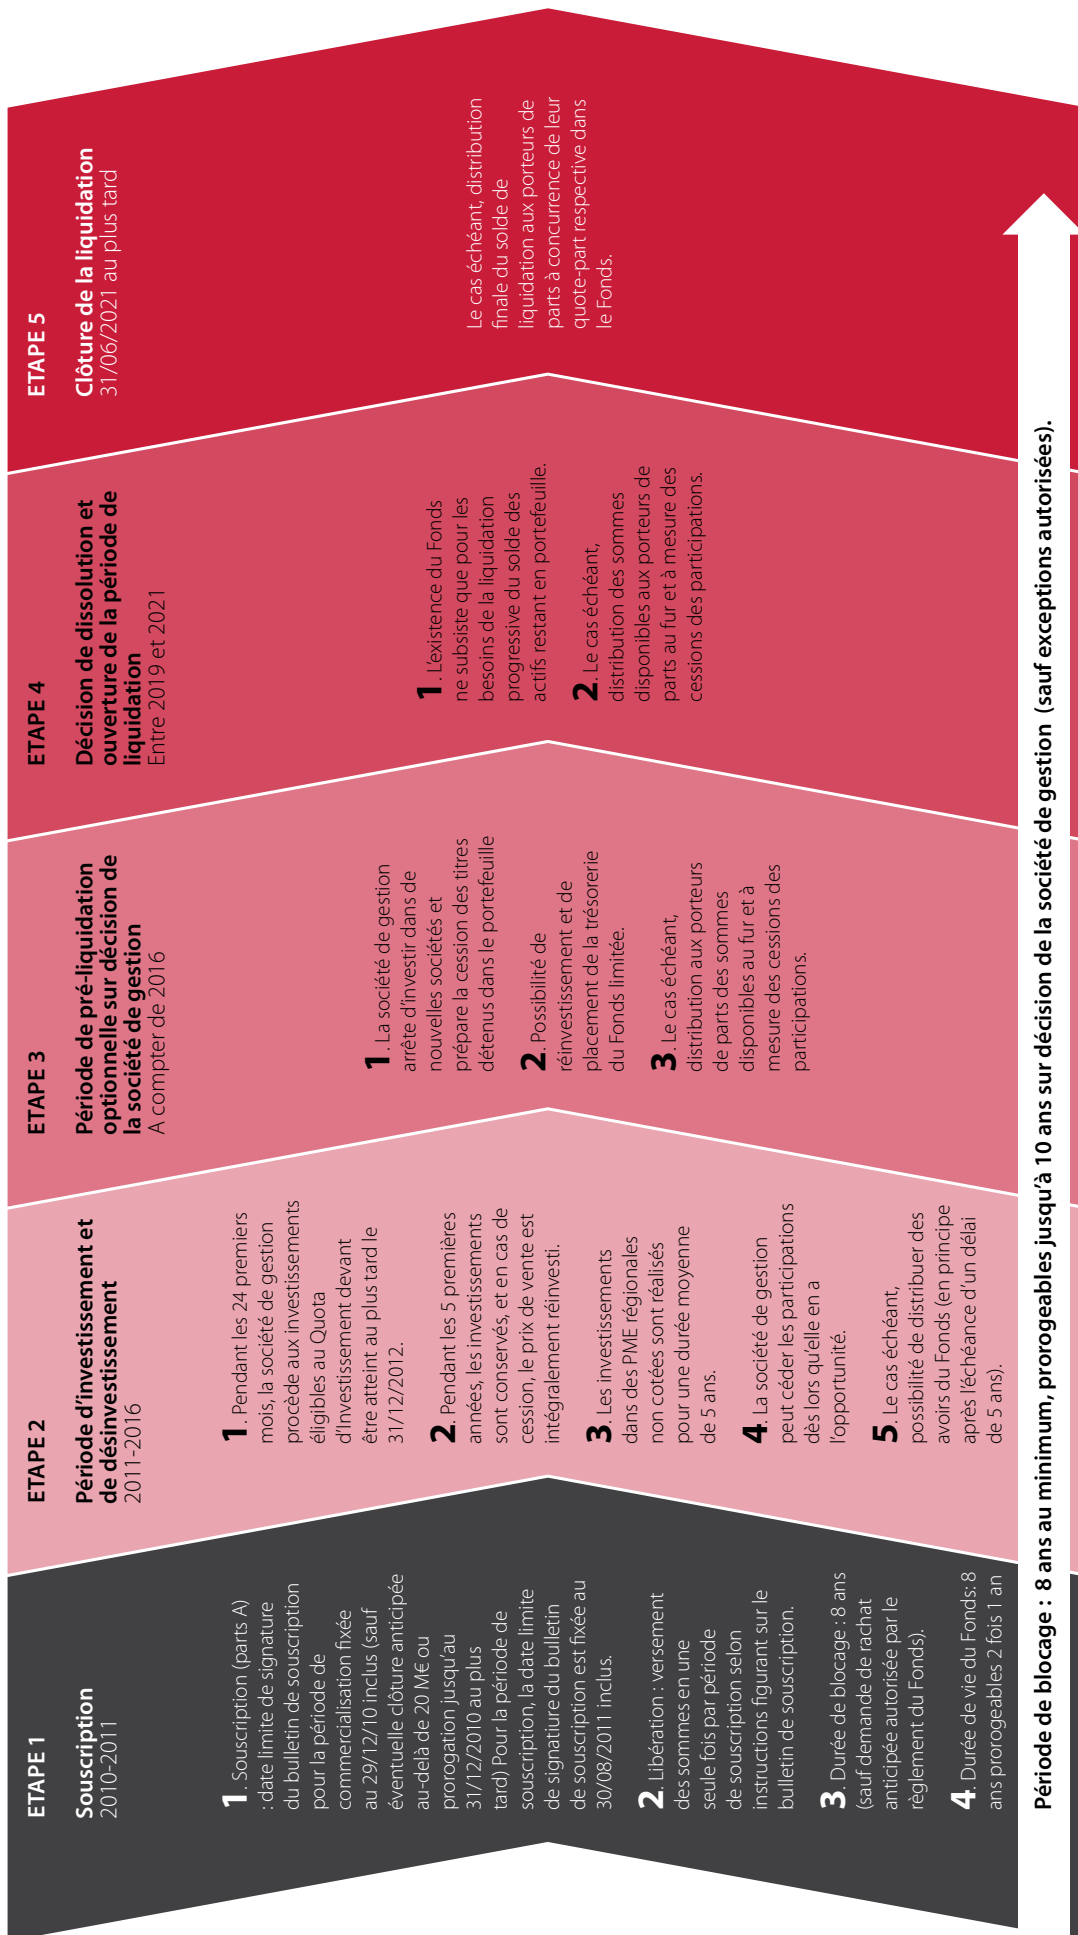 ETAPE 1
Souscription
2010-2011
1. Souscription (parts A)
: date limite de signature
du bulletin de souscription
pour la période de
commercialisation fixée
au 29/12/10 inclus (sauf
éventuelle clôture anticipée
au-delà de 20 M€ ou
prorogation jusqu'au
31/12/2010 au plus
tard) Pour la période de
souscription, la date limite
de signature du bulletin
de souscription est fixée au
30/08/2011 inclus.
2. Libération : versement
des sommes en une
seule fois par période
de souscription selon
instructions figurant sur le
bulletin de souscription.
3. Durée de blocage : 8 ans
(sauf demande de rachat
anticipée autorisée par le
règlement du Fonds).
4. Durée de vie du Fonds: 8
ans prorogeables 2 fois 1 an
ETAPE 2
Période d'investissement et
de désinvestissement
2011-2016
1. Pendant les 24 premiers
mois, la société de gestion
procède aux investissements
éligibles au Quota
d'Investissement devant
être atteint au plus tard le
31/12/2012.
2. Pendant les 5 premières
années, les investissements
sont conservés, et en cas de
cession, le prix de vente est
intégralement réinvesti.
3. Les investissements
dans des PME régionales
non cotées sont réalisés
pour une durée moyenne
de 5 ans.
4. La société de gestion
peut céder les participations
dès lors qu'elle en a
l'opportunité.
5. Le cas échéant,
possibilité de distribuer des
avoirs du Fonds (en principe
après l'échéance d'un délai
de 5 ans).
ETAPE 3
Période de pré-liquidation
optionnelle sur décision de
la société de gestion
A compter de 2016
1. La société de gestion
arrête d'investir dans de
nouvelles sociétés et
prépare la cession des titres
détenus dans le portefeuille
2. Possibilité de
réinvestissement et de
placement de la trésorerie
du Fonds limitée.
3. Le cas échéant,
distribution aux porteurs
de parts des sommes
disponibles au fur et à
mesure des cessions des
participations.
ETAPE 4
Décision de dissolution et
ouverture de la période de
liquidation
Entre 2019 et 2021
1. L'existence du Fonds
ne subsiste que pour les
besoins de la liquidation
progressive du solde des
actifs restant en portefeuille.
2. Le cas échéant,
distribution des sommes
disponibles aux porteurs de
parts au fur et à mesure des
cessions des participations.
ETAPE 5
Clôture de la liquidation
31/06/2021 au plus tard
Le cas échéant, distribution
finale du solde de
liquidation aux porteurs de
parts à concurrence de leur
quote-part respective dans
le Fonds.
Période de blocage : 8 ans au minimum, prorogeables jusqu'à 10 ans sur décision de la société de gestion (sauf exceptions autorisées).